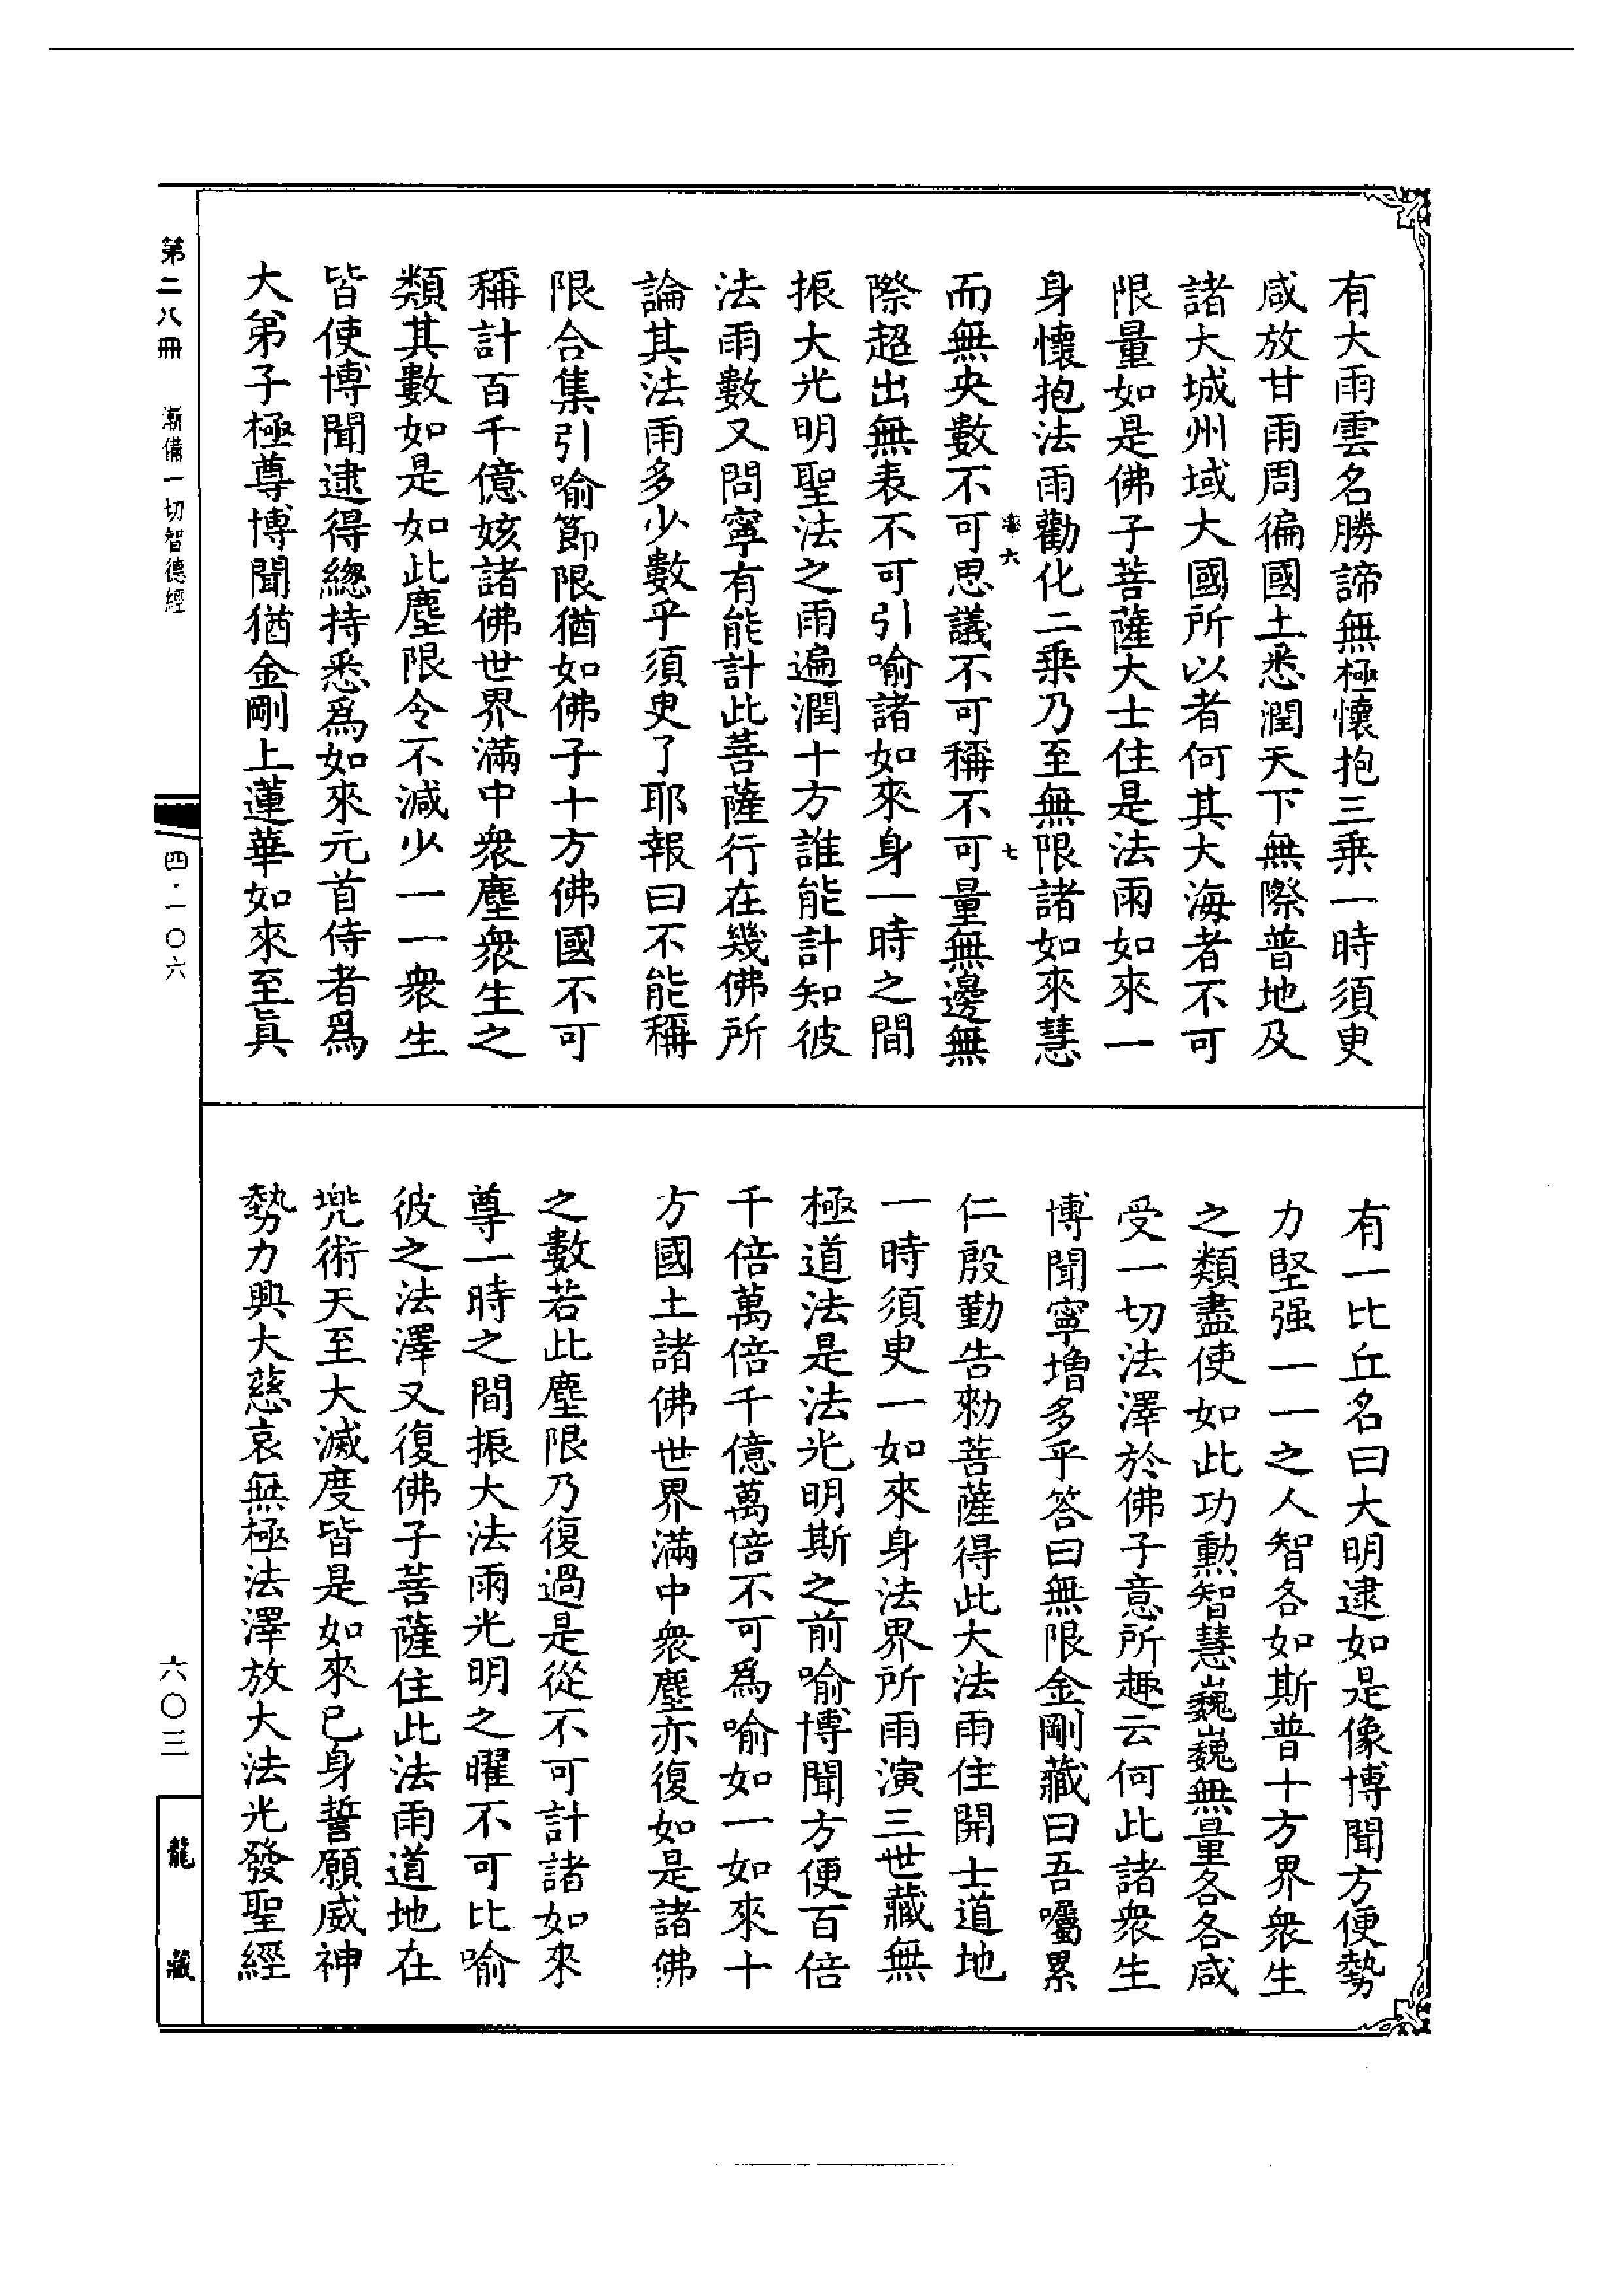 有大雨雲名勝諦無極懷抱三乘一時須臾
咸放甘雨周徧國土悉潤天下無際普地及
諸大城州域大國所以者何其大海者不可
限量如是佛子菩薩大士住是法雨如來一
身懷抱法雨勸化二乘乃至無限諸如來慧
六 七
而無央數不可思議不可稱不可量無邊無
際超出無表不可引喻諸如來身一時之間
振大光明聖法之雨遍潤十方誰能計知彼
法雨數又問寧有能計此菩薩行在幾佛所
論其法雨多少數乎須臾了耶報曰不能稱
限合集引喻節限猶如佛子十方佛國不可
稱計百千億姟諸佛世界滿中衆塵衆生之
類其數如是如此塵限令不減少一一衆生
皆使博聞逮得緫持悉爲如來元首侍者爲
大弟子極尊博聞猶金剛上蓮華如來至眞
有一比丘名曰大明逮如是像博聞方便勢
力堅强一一之人智各如斯普十方界衆生
之類盡使如此功勲智慧巍巍無量各各咸
受一切法澤於佛子意所趣云何此諸衆生
博聞寧增多乎答曰無限金剛藏曰吾囑累
仁殷勤告勑菩薩得此大法雨住開士道地
一時須臾一如來身法界所雨演三世藏無
極道法是法光明斯之前喻博聞方便百倍
千倍萬倍千億萬倍不可爲喻如一如來十
方國土諸佛世界滿中衆塵亦復如是諸佛
之數若此塵限乃復過是從不可計諸如來
尊一時之間振大法雨光明之曜不可比喻
彼之法澤又復佛子菩薩住此法雨道地在
兠術天至大滅度皆是如來已身誓願威神
勢力興大慈哀無極法澤放大法光發聖經
第二八冊 漸備一切智德經
四·一〇六
六〇三
龍藏